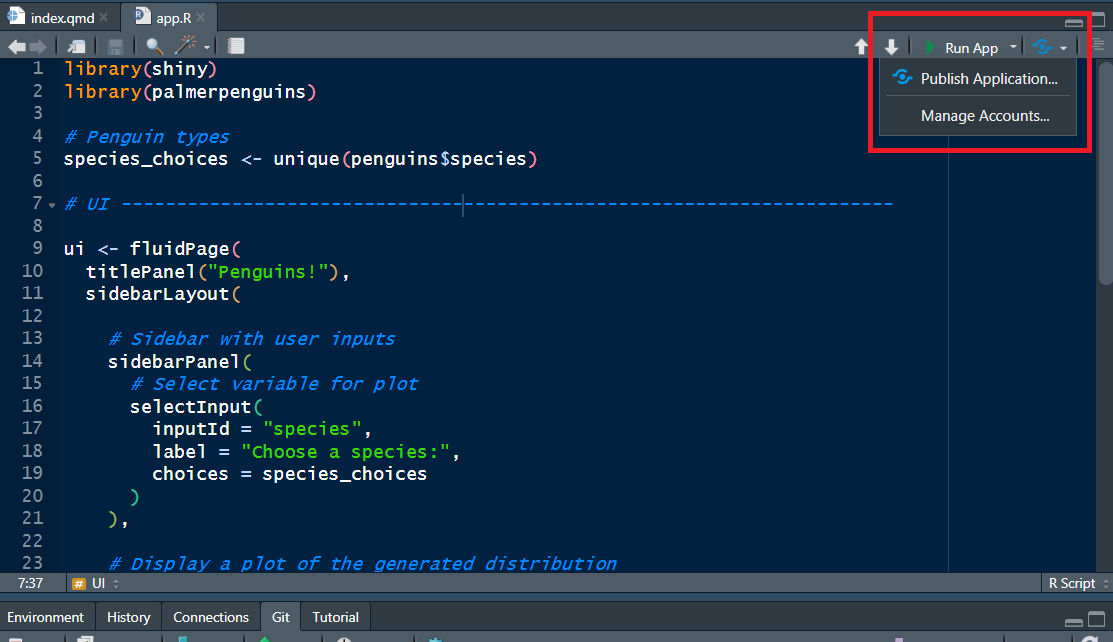 index.qmd app.R
Run App
Publish Application...
Manage Accounts...
1 library(shiny)
2 library(palmerpenguins)
3
4 # Penguin types
5 species_choices <- unique(penguins$species)
6
7 # UI ----------------------------------------------------------------------
8
9 ui <- fluidPage(
10   titlePanel("Penguins!"),
11   sidebarLayout(
12
13     # Sidebar with user inputs
14     sidebarPanel(
15       # Select variable for plot
16       selectInput(
17         inputId = "species",
18         label = "Choose a species:",
19         choices = species_choices
20       )
21     ),
22
23     # Display a plot of the generated distribution
7:37 # UI R Script
Environment History Connections Git Tutorial